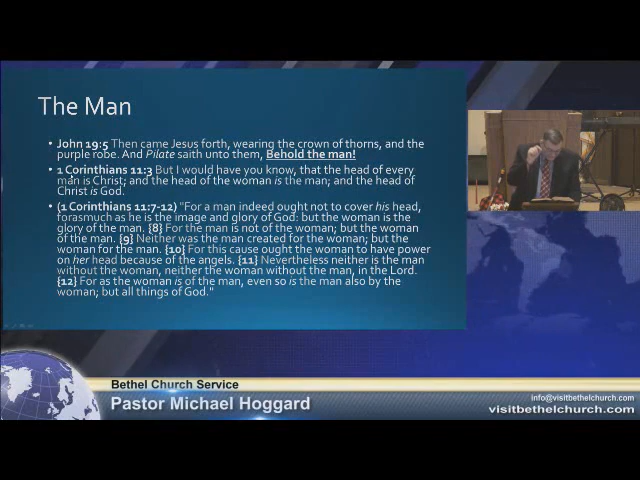 The Man
• John 19:5 Then came Jesus forth, wearing the crown of thorns, and the
purple robe. And Pilate saith unto them, Behold the man!
• 1 Corinthians 11:3 But I would have you know, that the head of every
man is Christ; and the head of the woman is the man; and the head of
Christ is God.
• (1 Corinthians 11:7-12) "For a man indeed ought not to cover his head,
forasmuch as he is the image and glory of God: but the woman is the
glory of the man. {8} For the man is not of the woman; but the woman
of the man. {9} Neither was the man created for the woman; but the
woman for the man. {10} For this cause ought the woman to have power
on her head because of the angels. {11} Nevertheless neither is the man
without the woman, neither the woman without the man, in the Lord.
{12} For as the woman is of the man, even so is the man also by the
woman; but all things of God."
Bethel Church Service
Pastor Michael Hoggard
info@visitbethelchurch.com
visitbethelchurch.com